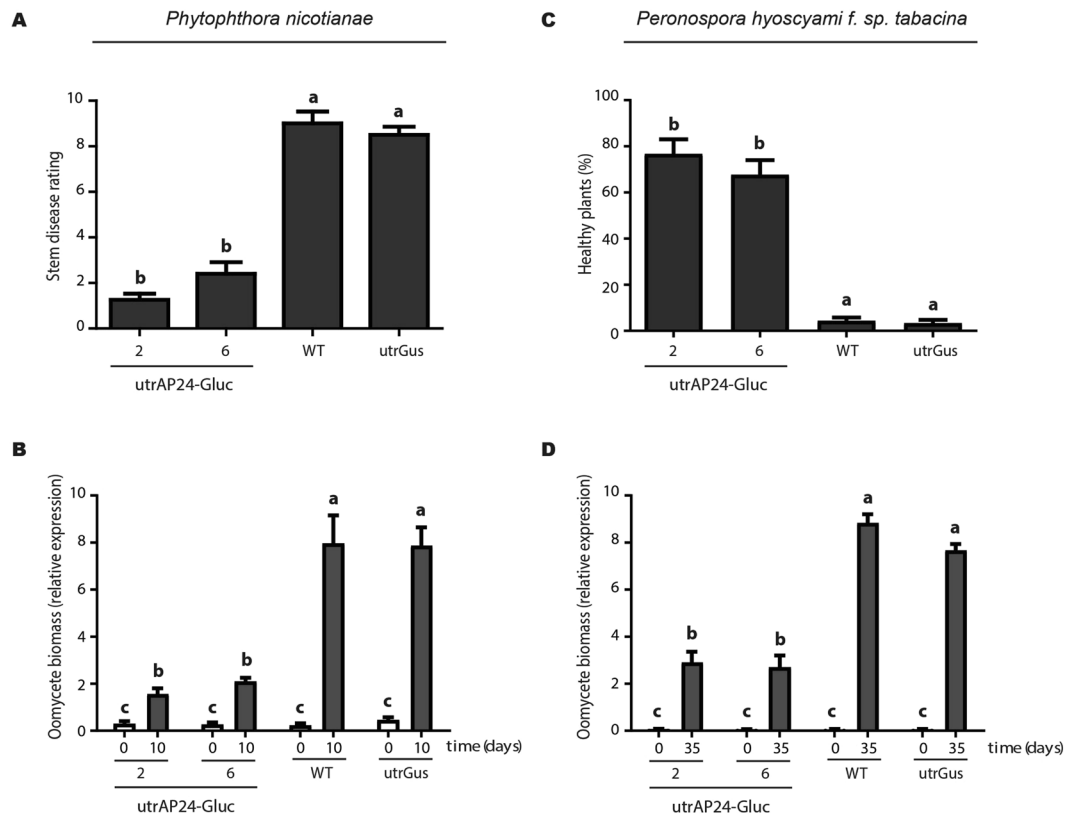 A
Phytophthora nicotianae
Stem disease rating
10
8
6
4
2
0
b
b
a
a
2
6
WT
utrGus
utrAP24-Gluc
C
Peronospora hyoscyami f. sp. tabacina
Healthy plants (%)
100
80
60
40
20
0
b
b
a
a
2
6
WT
utrGus
utrAP24-Gluc
B
Oomycete biomass (relative expression)
10
8
6
4
2
0
c
b
c
b
c
a
c
a
0 10 0 10 0 10 0 10 time (days)
2
6
WT
utrGus
utrAP24-Gluc
D
Oomycete biomass (relative expression)
10
8
6
4
2
0
c
b
c
b
c
a
c
a
0 35 0 35 0 35 0 35 time (days)
2
6
WT
utrGus
utrAP24-Gluc